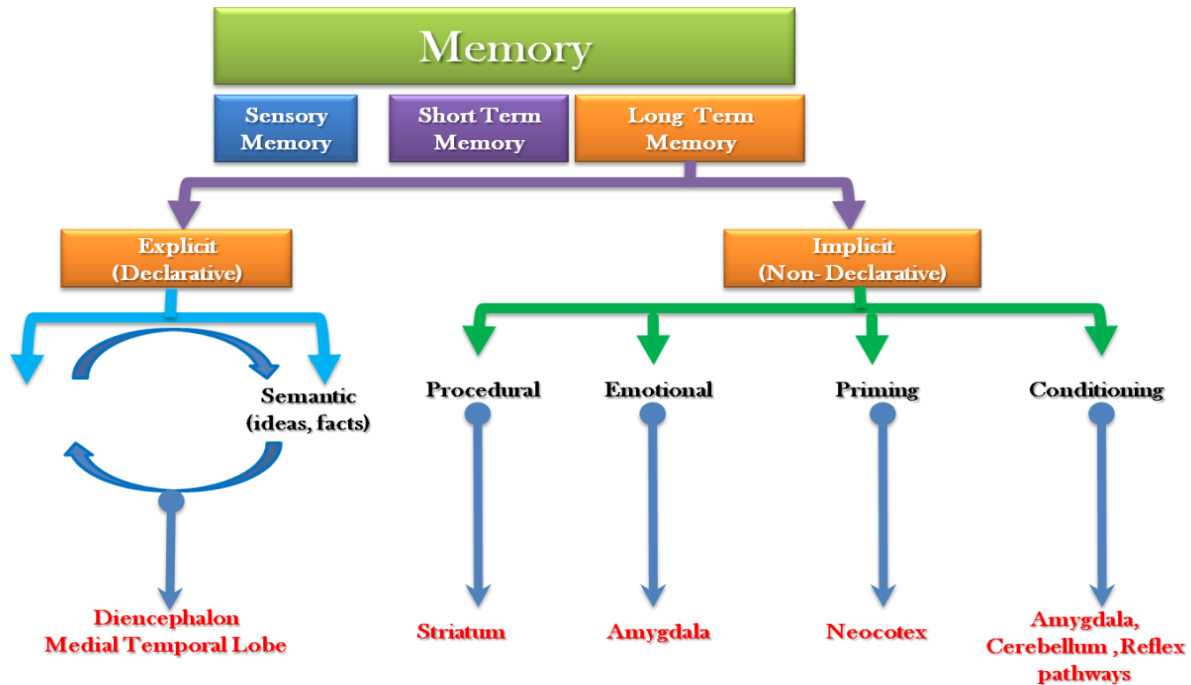 Memory
Sensory
Memory
Short Term
Memory
Long Term
Memory
Explicit
(Declarative)
Implicit
(Non- Declarative)
Semantic
(ideas, facts)
Procedural
Emotional
Priming
Conditioning
Diencephalon
Medial Temporal Lobe
Striatum
Amygdala
Neocotex
Amygdala,
Cerebellum ,Reflex
pathways